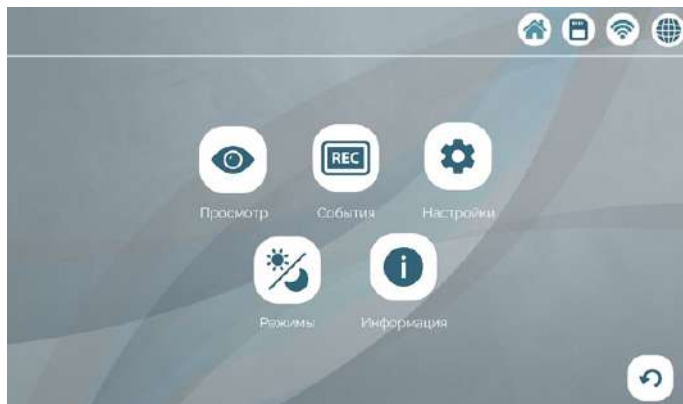 REC
Просмотр
События
Настройки
Режимы
Информация